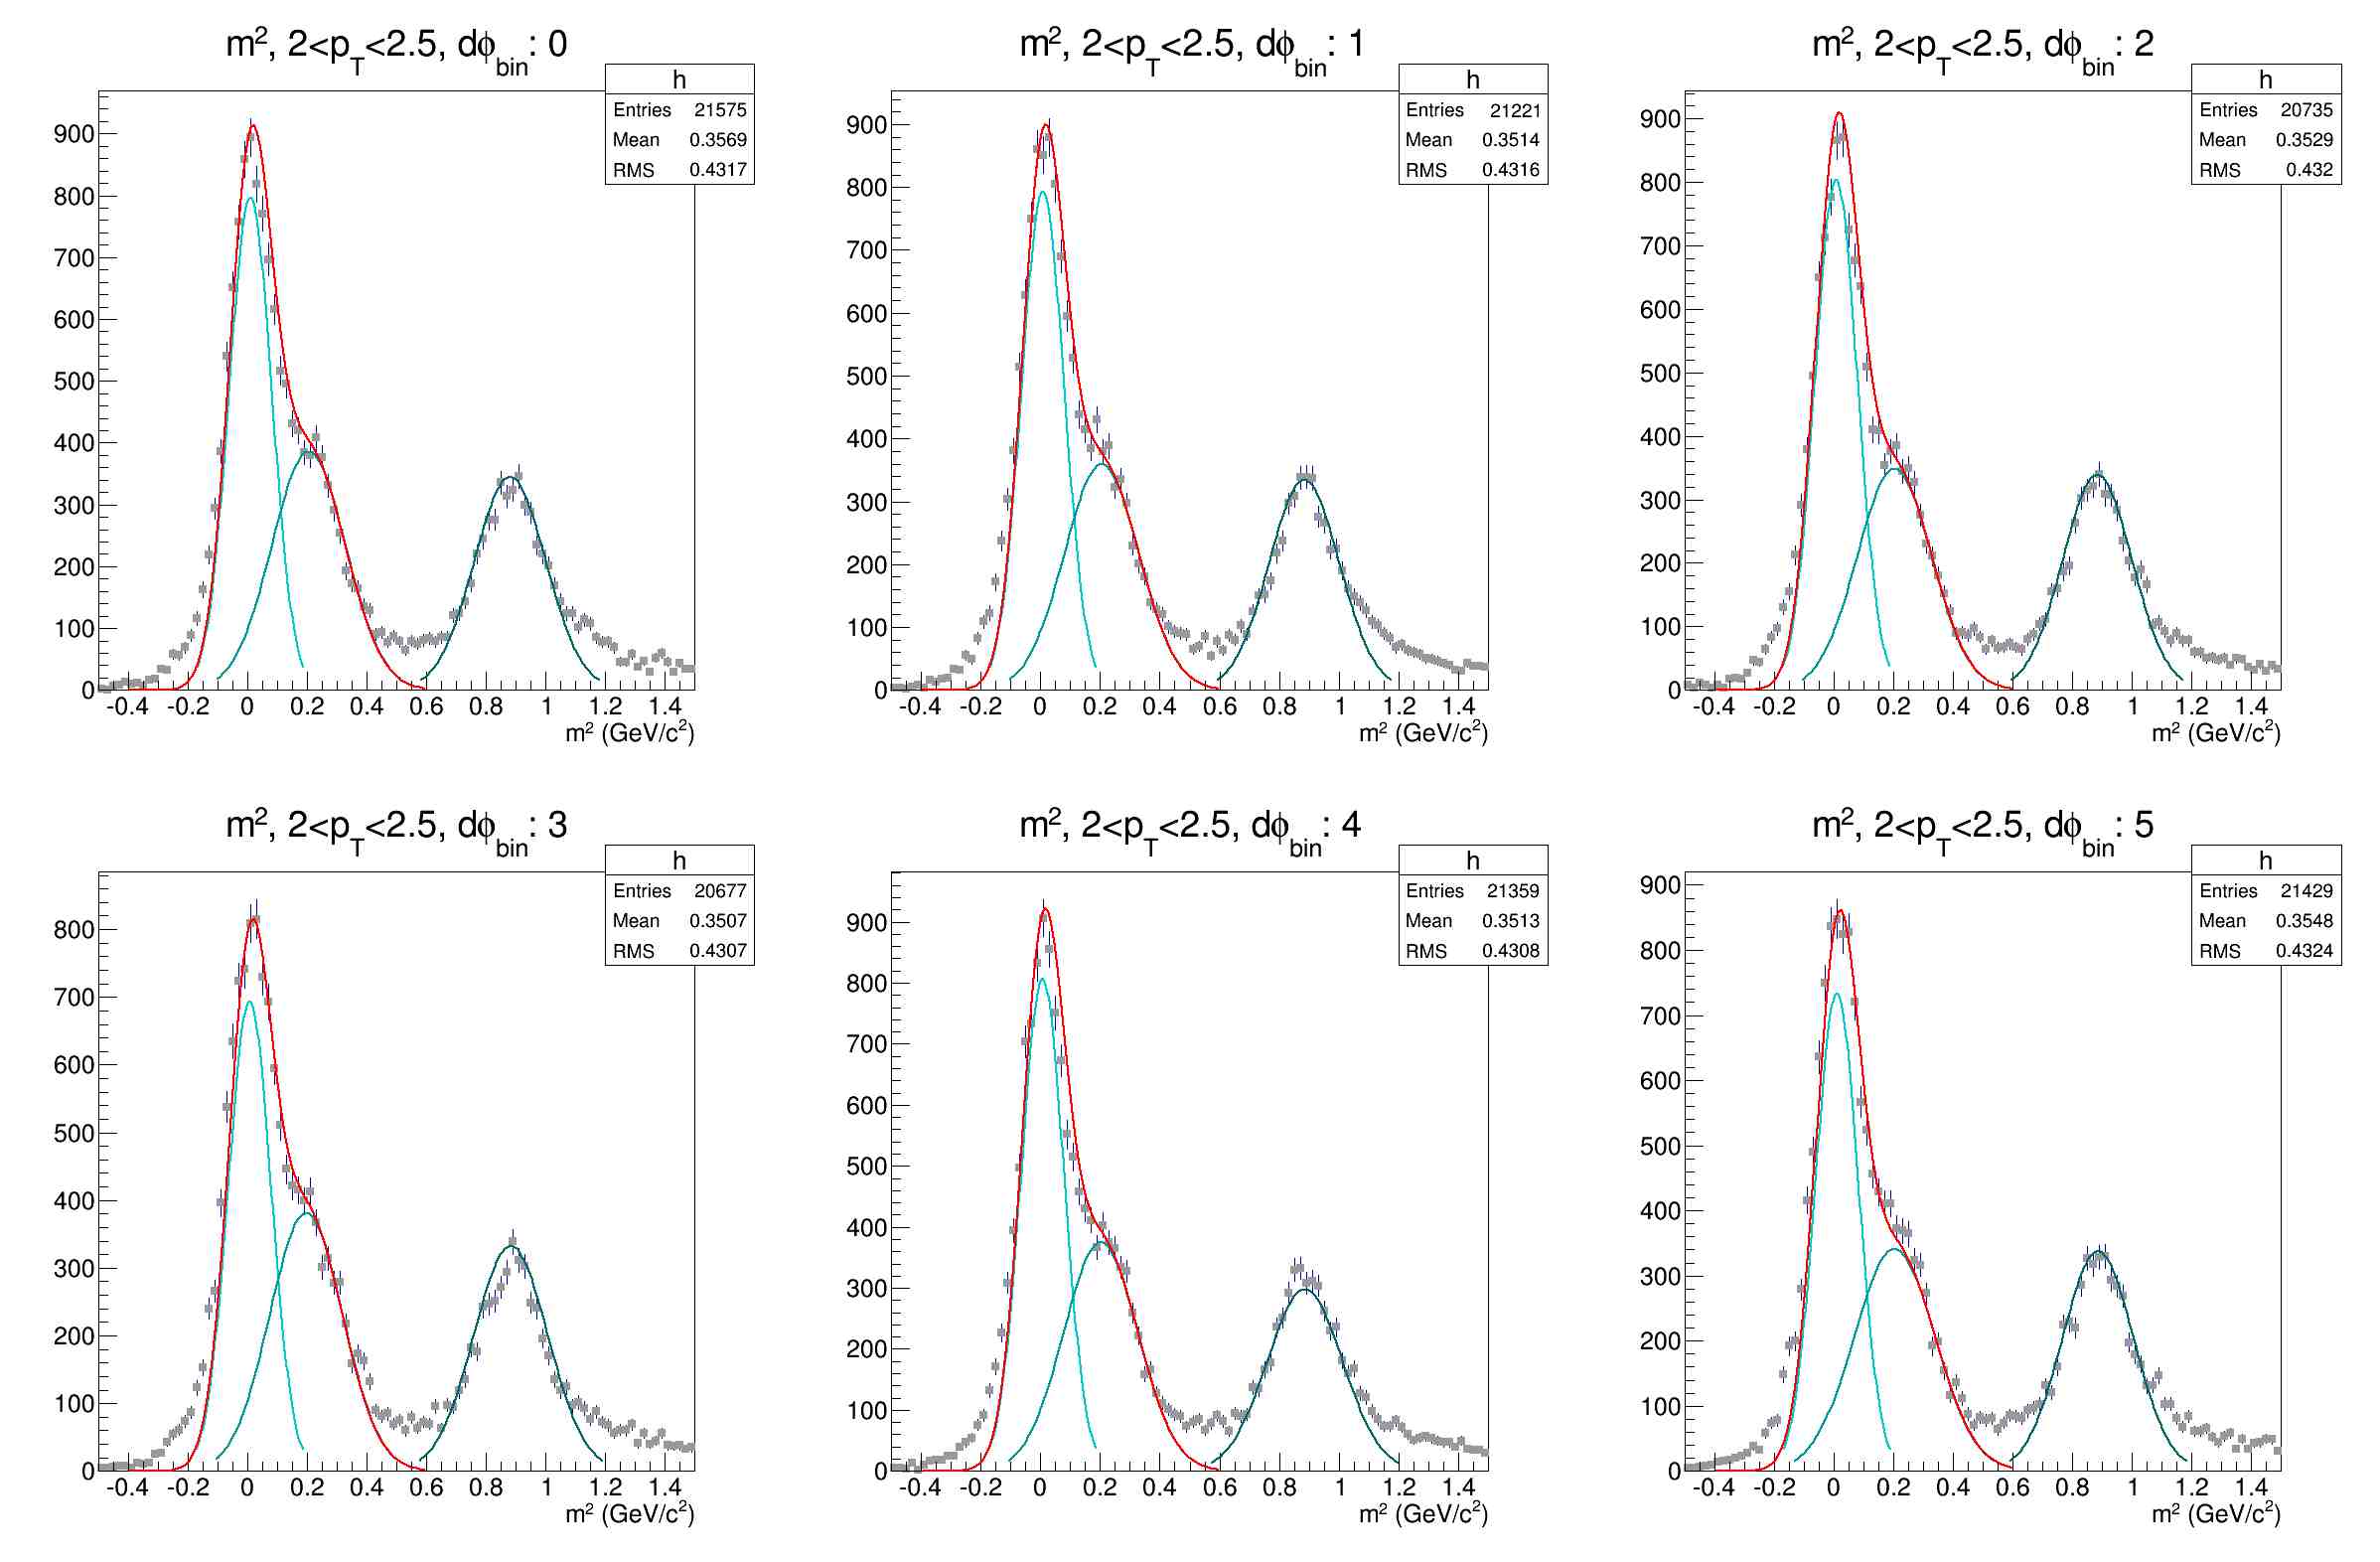 m², 2<p_T<2.5, dϕ_bin: 0
h
Entries 21575
Mean 0.3569
RMS 0.4317
900
800
700
600
500
400
300
200
100
0
-0.4 -0.2 0 0.2 0.4 0.6 0.8 1 1.2 1.4
m² (GeV/c²)
m², 2<p_T<2.5, dϕ_bin: 1
h
Entries 21221
Mean 0.3514
RMS 0.4316
900
800
700
600
500
400
300
200
100
0
-0.4 -0.2 0 0.2 0.4 0.6 0.8 1 1.2 1.4
m² (GeV/c²)
m², 2<p_T<2.5, dϕ_bin: 2
h
Entries 20735
Mean 0.3529
RMS 0.432
900
800
700
600
500
400
300
200
100
0
-0.4 -0.2 0 0.2 0.4 0.6 0.8 1 1.2 1.4
m² (GeV/c²)
m², 2<p_T<2.5, dϕ_bin: 3
h
Entries 20677
Mean 0.3507
RMS 0.4307
800
700
600
500
400
300
200
100
0
-0.4 -0.2 0 0.2 0.4 0.6 0.8 1 1.2 1.4
m² (GeV/c²)
m², 2<p_T<2.5, dϕ_bin: 4
h
Entries 21359
Mean 0.3513
RMS 0.4308
900
800
700
600
500
400
300
200
100
0
-0.4 -0.2 0 0.2 0.4 0.6 0.8 1 1.2 1.4
m² (GeV/c²)
m², 2<p_T<2.5, dϕ_bin: 5
h
Entries 21429
Mean 0.3548
RMS 0.4324
900
800
700
600
500
400
300
200
100
0
-0.4 -0.2 0 0.2 0.4 0.6 0.8 1 1.2 1.4
m² (GeV/c²)